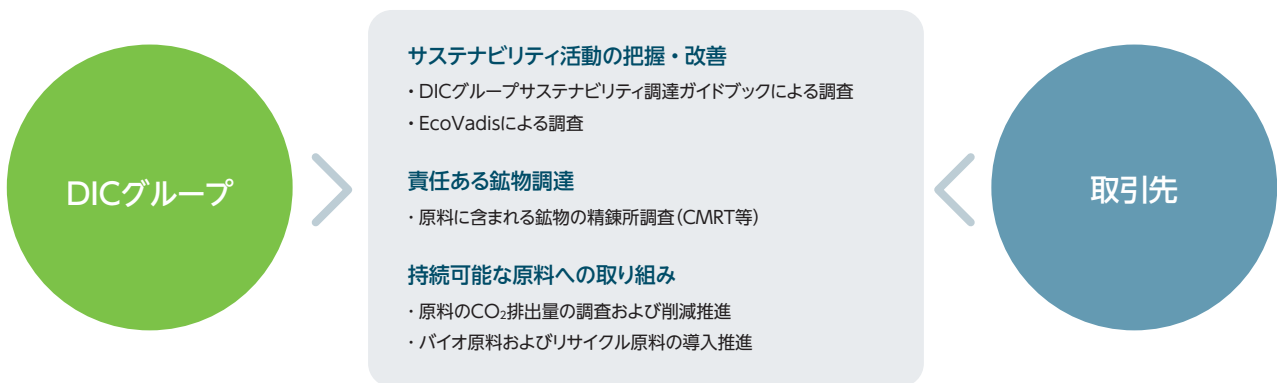 DICグループ
サステナビリティ活動の把握・改善
・DICグループサステナビリティ調達ガイドブックによる調査
・EcoVadisによる調査
責任ある鉱物調達
・原料に含まれる鉱物の精錬所調査(CMRT等)
持続可能な原料への取り組み
・原料のCO₂排出量の調査および削減推進
・バイオ原料およびリサイクル原料の導入推進
取引先